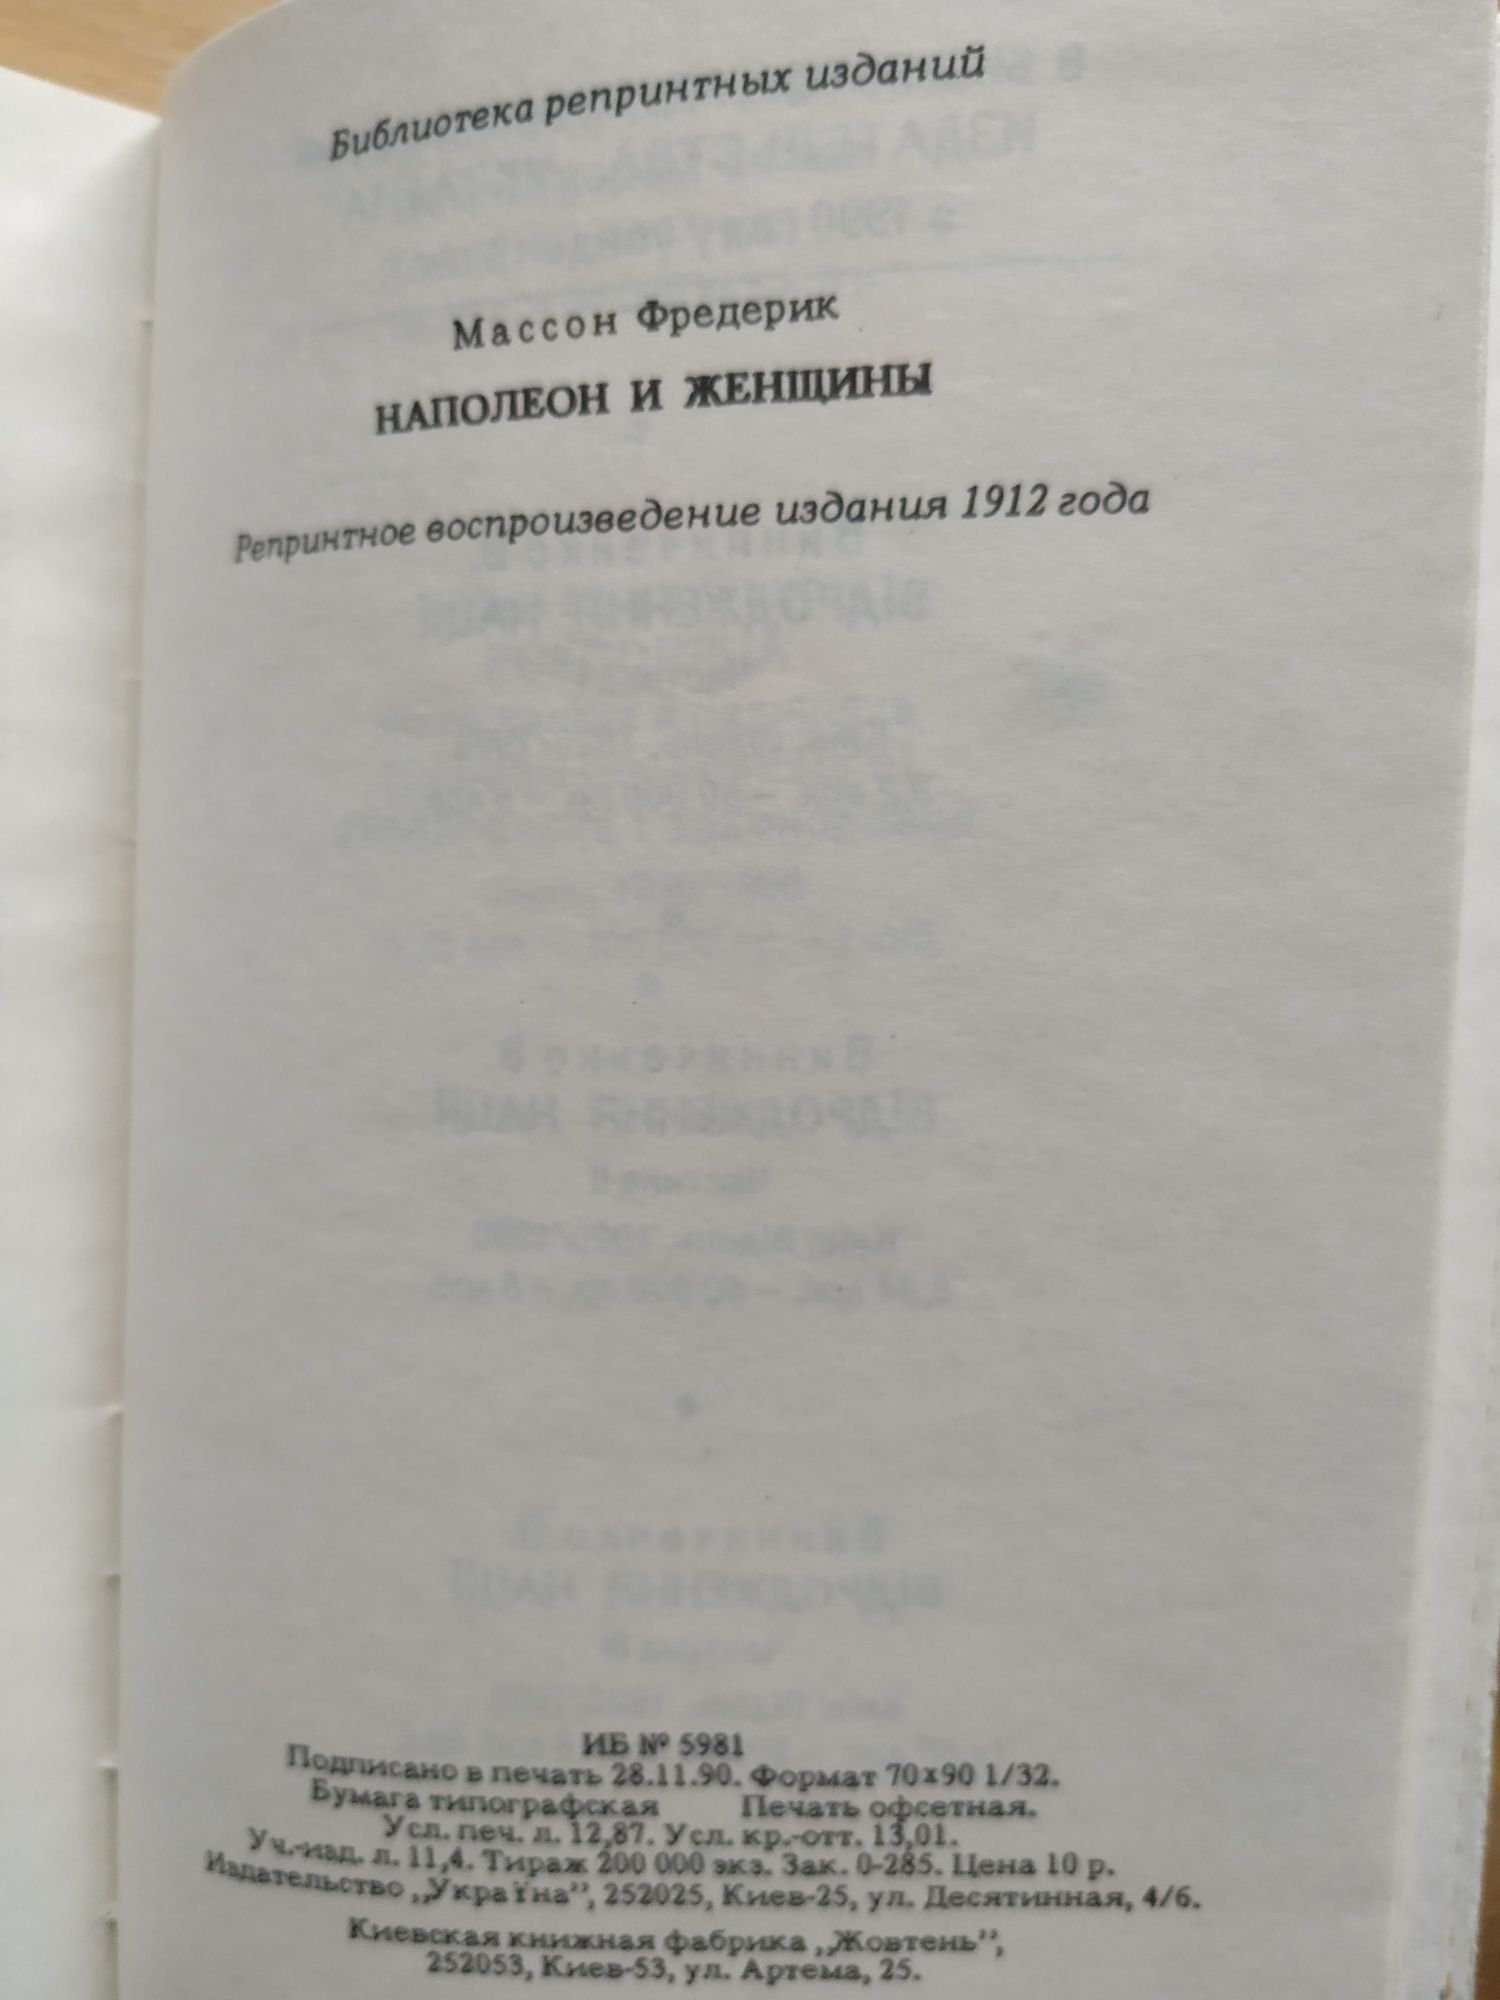 Библиотека репринтных изданий
Массон Фредерик
НАПОЛЕОН И ЖЕНЩИНЫ
Репринтное воспроизведение издания 1912 года
ИБ № 5981
Подписано в печать 28.11.90. Формат 70х90 1/32.
Бумага типографская Печать офсетная.
Усл. печ. л. 12,87. Усл. кр.-отт. 13,01.
Уч.-изд. л. 11,4. Тираж 200 000 экз. Зак. 0-285. Цена 10 р.
Издательство „Україна”, 252025, Киев-25, ул. Десятинная, 4/6.
Киевская книжная фабрика „Жовтень”,
252053, Киев-53, ул. Артема, 25.